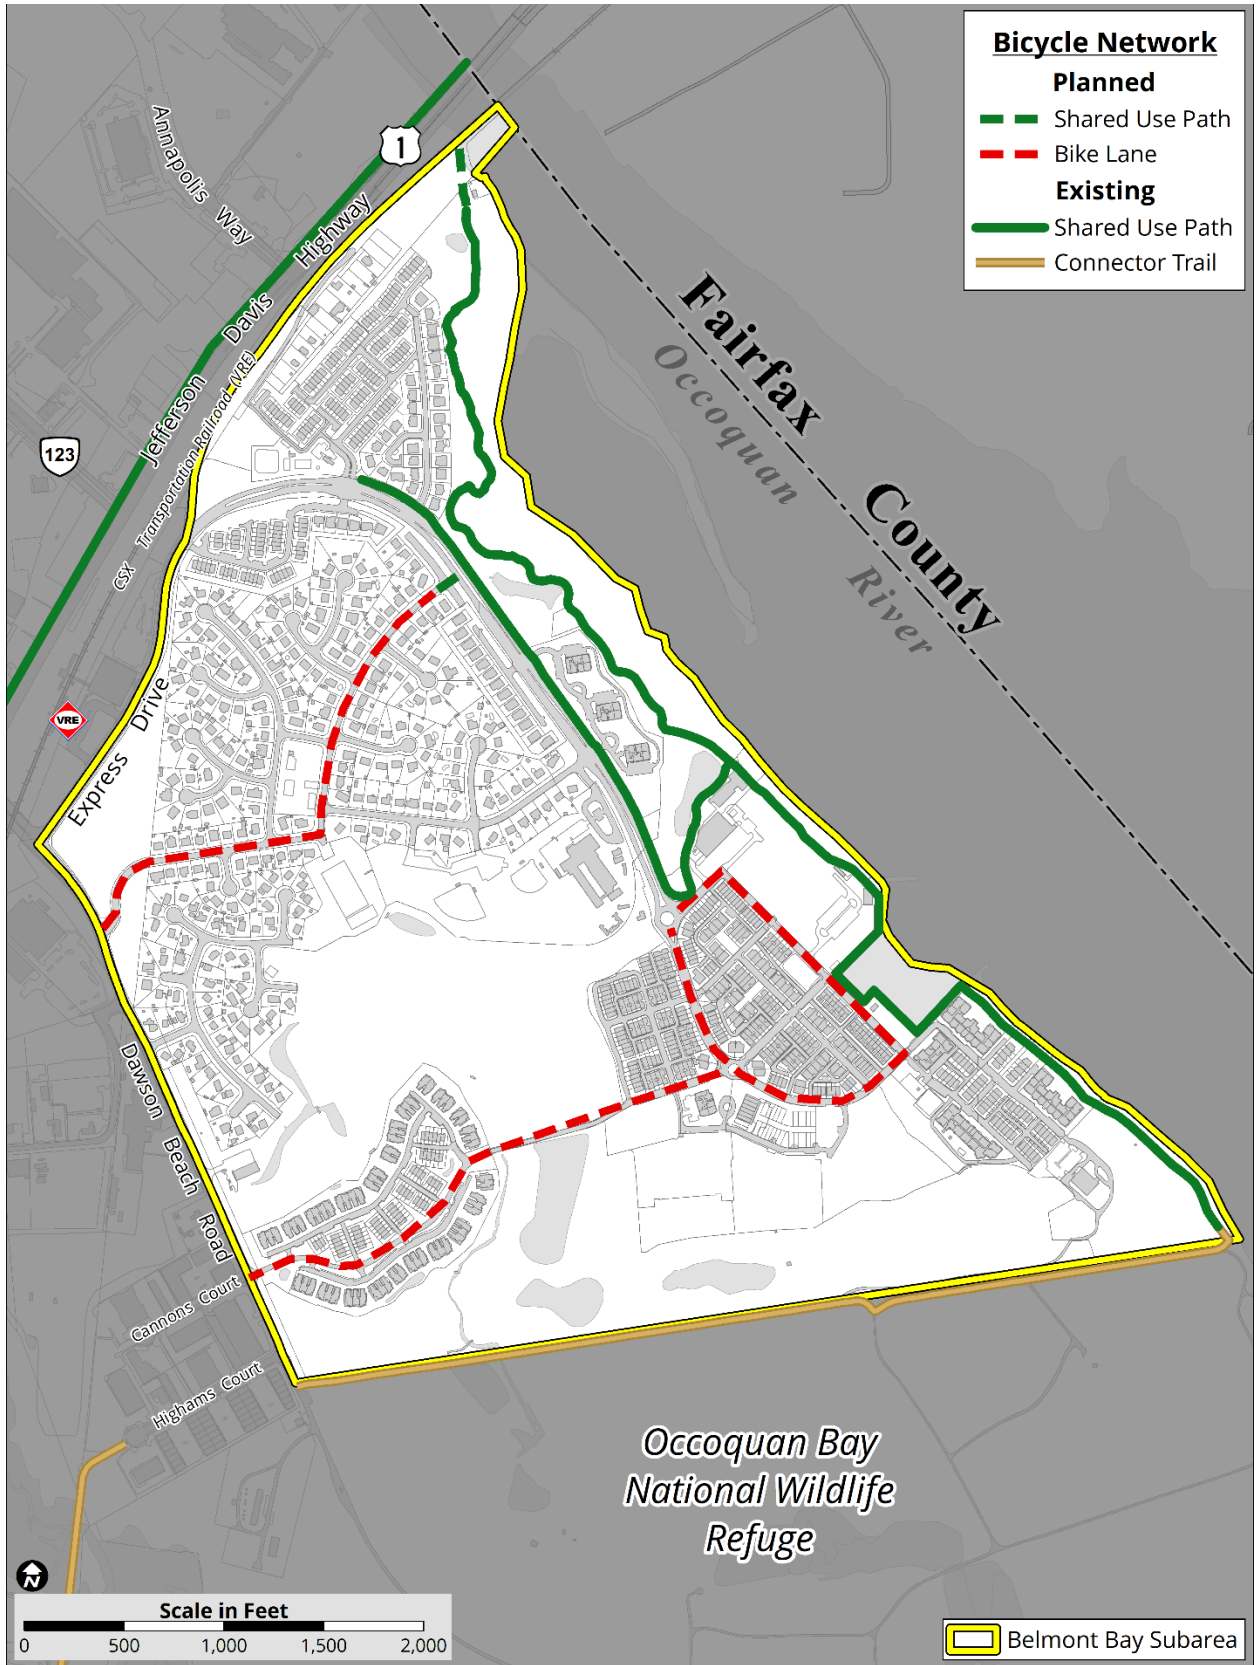 Bicycle Network
Planned
Shared Use Path
Bike Lane
Existing
Shared Use Path
Connector Trail
Annapolis Way
1
Jefferson Davis Highway
CSX Transportation Railroad (VRE)
123
Fairfax County
Occoquan River
VRE
Express Drive
Dawson Beach Road
Cannons Court
Highams Court
Occoquan Bay
National Wildlife
Refuge
N
Scale in Feet
0 500 1,000 1,500 2,000
Belmont Bay Subarea